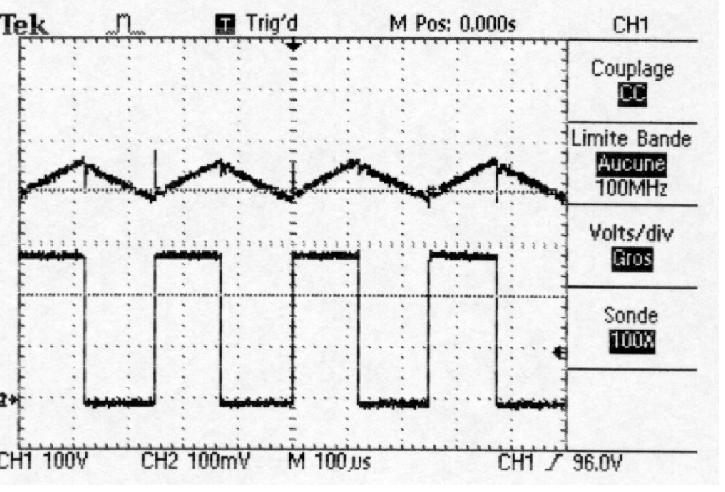 Tek T Trig'd M Pos: 0.000s CH1
Couplage
CC
Limite Bande
Aucune
100MHz
Volts/div
Gros
Sonde
100X
CH1 100V CH2 100mV M 100µs CH1 96.0V